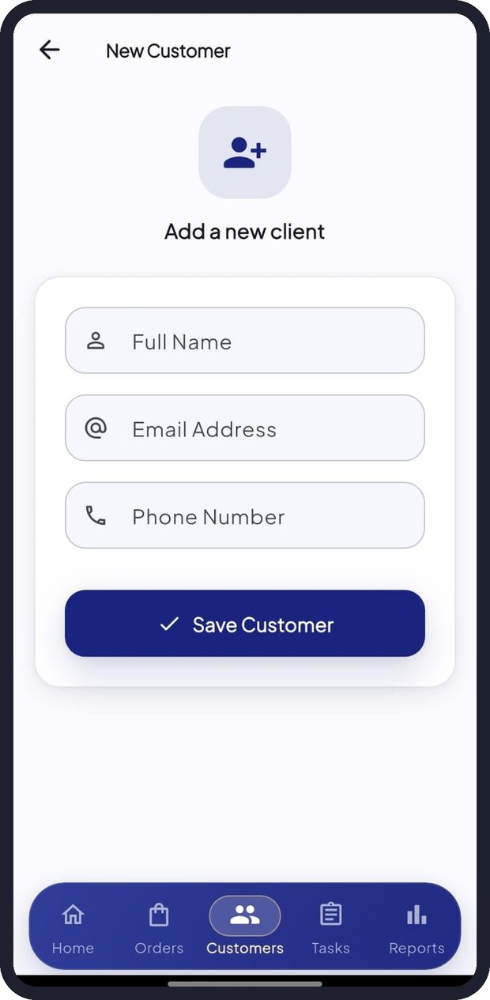 New Customer
Add a new client
Full Name
Email Address
Phone Number
Save Customer
Home
Orders
Customers
Tasks
Reports